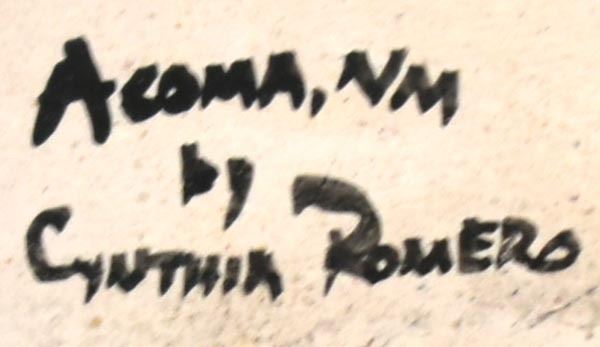 ACOMA, NM
by
CYNTHIA ROMERO